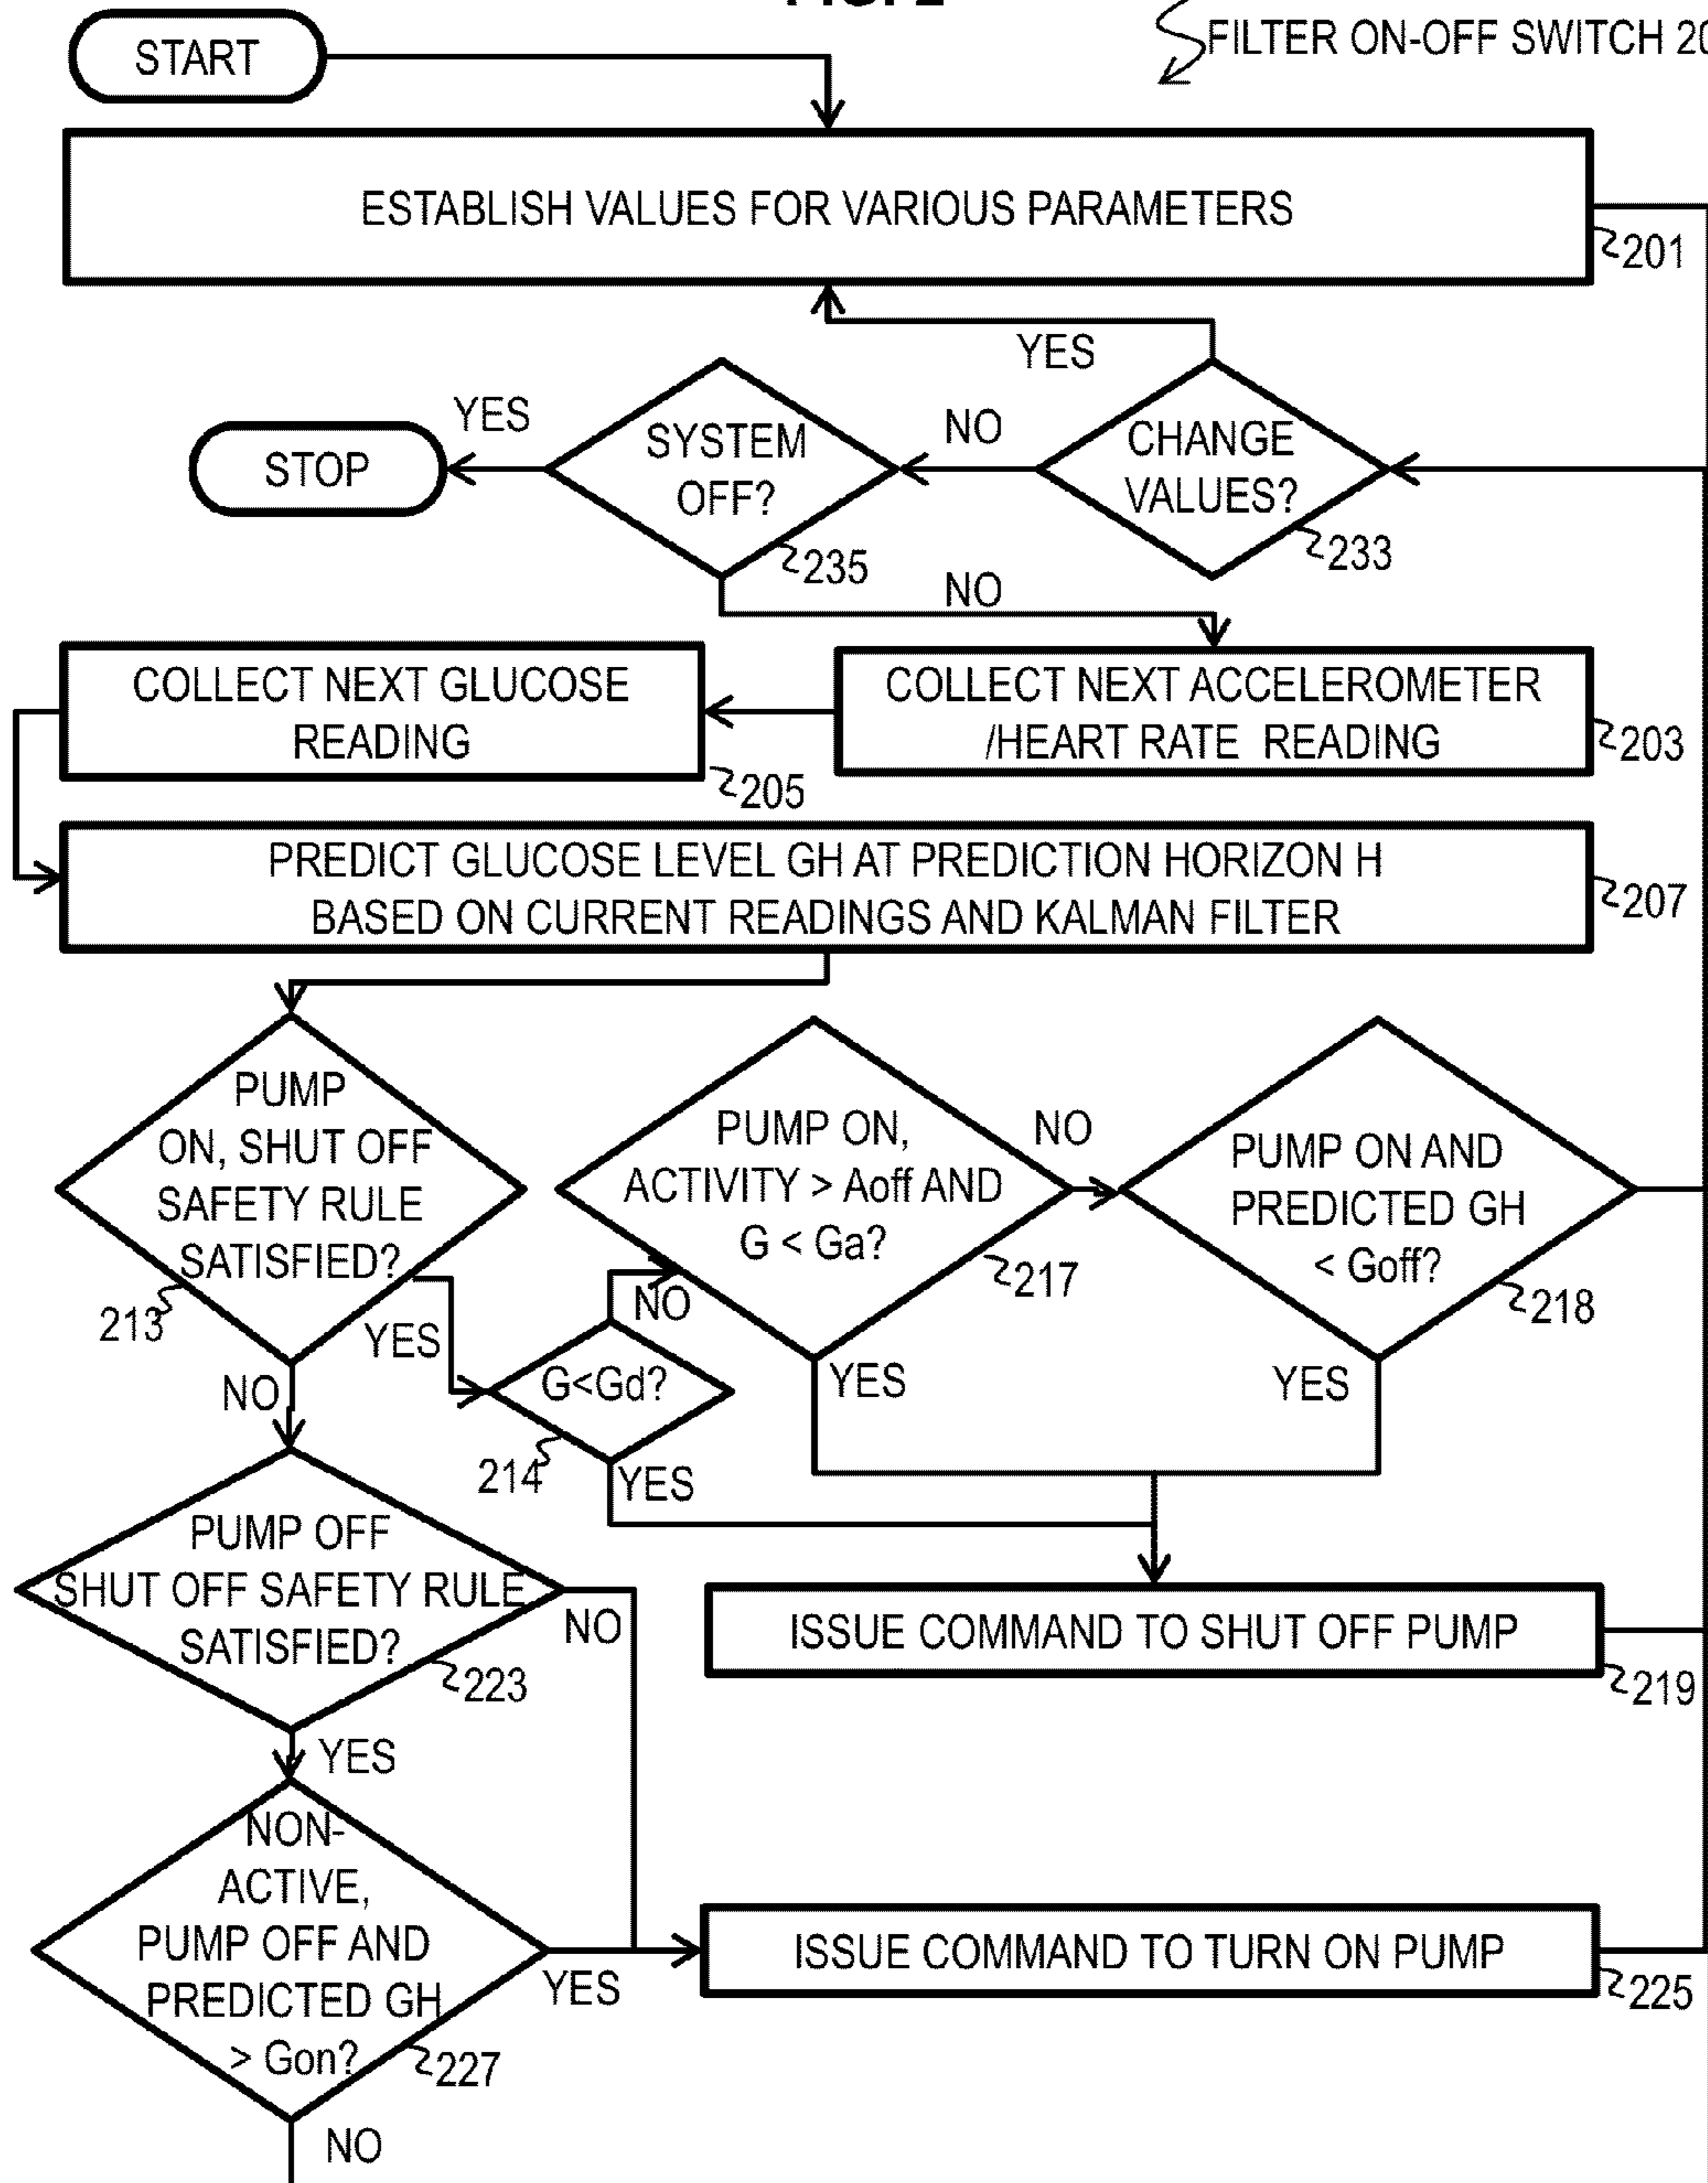 START
FILTER ON-OFF SWITCH
ESTABLISH VALUES FOR VARIOUS PARAMETERS
201
YES
YES
STOP
SYSTEM
OFF?
235
NO
CHANGE
VALUES?
233
NO
COLLECT NEXT GLUCOSE
READING
205
COLLECT NEXT ACCELEROMETER
/HEART RATE READING
203
PREDICT GLUCOSE LEVEL GH AT PREDICTION HORIZON H
BASED ON CURRENT READINGS AND KALMAN FILTER
207
PUMP
ON, SHUT OFF
SAFETY RULE
SATISFIED?
213
YES
NO
G<Gd?
214
NO
YES
PUMP ON,
ACTIVITY > Aoff AND
G < Ga?
217
NO
YES
PUMP ON AND
PREDICTED GH
< Goff?
218
YES
PUMP OFF
SHUT OFF SAFETY RULE
SATISFIED?
223
NO
YES
ISSUE COMMAND TO SHUT OFF PUMP
219
NON-
ACTIVE,
PUMP OFF AND
PREDICTED GH
> Gon?
227
YES
NO
ISSUE COMMAND TO TURN ON PUMP
225